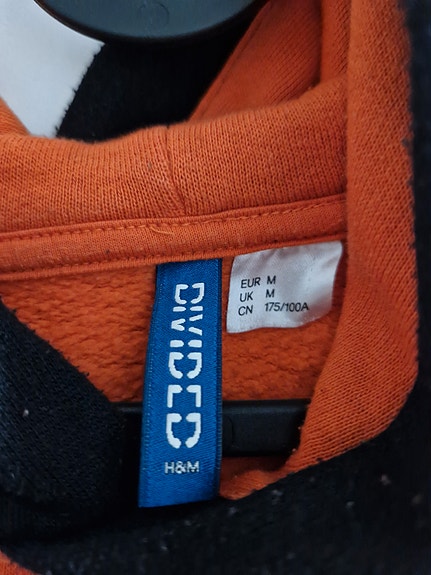 DIVIDED
H&M
EUR M
UK M
CN 175/100A